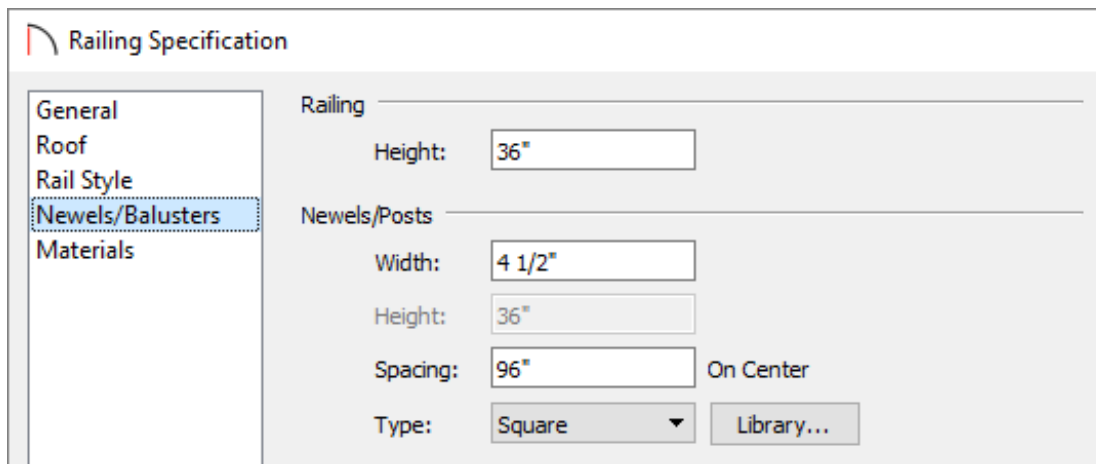 Railing Specification
General
Roof
Rail Style
Newels/Balusters
Materials
Railing
Height: 36"
Newels/Posts
Width: 4 1/2"
Height: 36"
Spacing: 96" On Center
Type: Square Library...